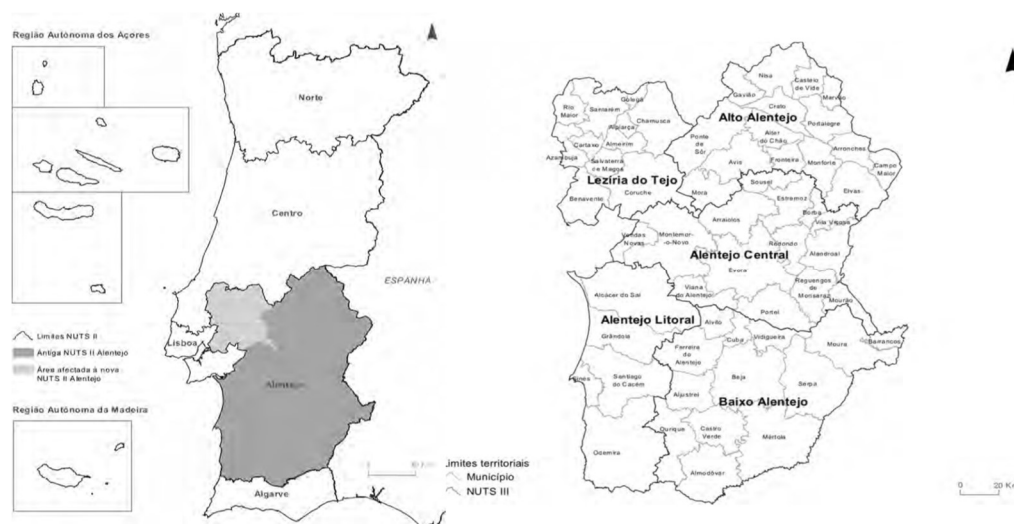 Região Autónoma dos Açores
Norte
Centro
ESPANHA
Lisboa
Limites NUTS II
Antiga NUTS II Alentejo
Área afectada à nova
NUTS II Alentejo
Alentejo
Região Autónoma da Madeira
Algarve
Limites territoriais
Município
NUTS III
Nisa
Castelo
de Vide
Gavião
Marvão
Crato
Alto Alentejo
Portalegre
Ponte
de
Sôr
Alter
do Chão
Arronches
Avis
Fronteira
Monforte
Campo
Maior
Elvas
Mora
Sousel
Rio
Maior
Santarém
Golegã
Chamusca
Alpiarça
Cartaxo
Almeirim
Azambuja
Salvaterra
de Magos
Lezíria do Tejo
Coruche
Benavente
Estremoz
Arraiolos
Borba
Vila Viçosa
Vendas
Novas
Montemor-
o-Novo
Redondo
Alentejo Central
Alandroal
Évora
Reguengos
de
Monsaraz
Mourão
Viana
do Alentejo
Portel
Alcácer do Sal
Alentejo Litoral
Grândola
Alvito
Cuba
Vidigueira
Moura
Barrancos
Ferreira
do
Alentejo
Sines
Santiago
do Cacém
Beja
Serpa
Aljustrel
Baixo Alentejo
Ourique
Castro
Verde
Mértola
Odemira
Almodôvar
0
20 Km